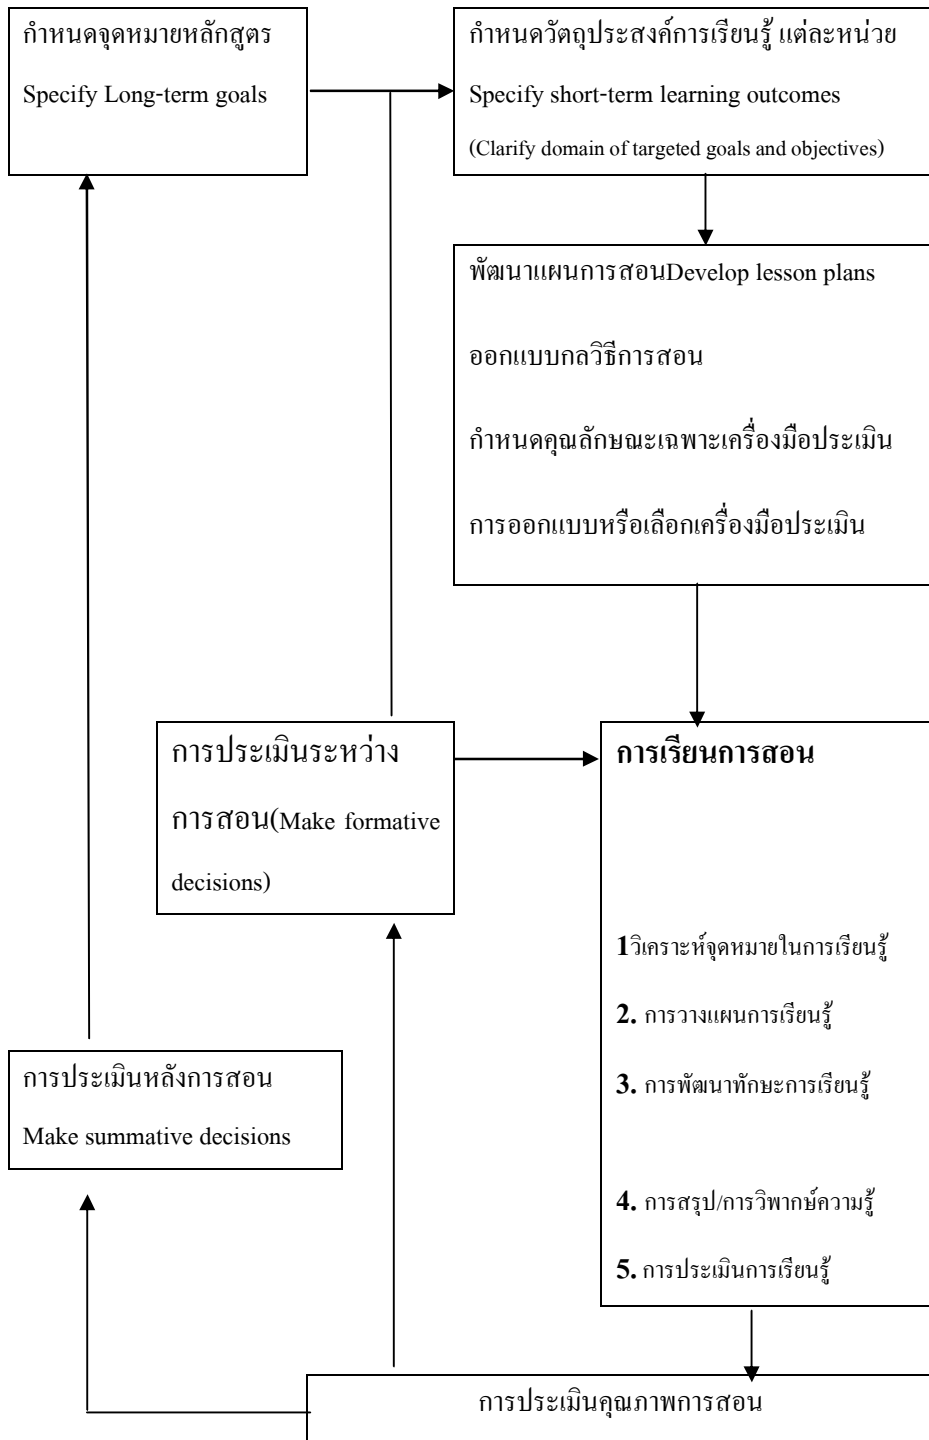 กำหนดจุดหมายหลักสูตร
Specify Long-term goals
กำหนดวัตถุประสงค์การเรียนรู้ แต่ละหน่วย
Specify short-term learning outcomes
(Clarify domain of targeted goals and objectives)
พัฒนาแผนการสอนDevelop lesson plans
ออกแบบกลวิธีการสอน
กำหนดคุณลักษณะเฉพาะเครื่องมือประเมิน
การออกแบบหรือเลือกเครื่องมือประเมิน
การประเมินระหว่าง
การสอน(Make formative
decisions)
การเรียนการสอน
1วิเคราะห์จุดหมายในการเรียนรู้
2. การวางแผนการเรียนรู้
3. การพัฒนาทักษะการเรียนรู้
4. การสรุป/การวิพากษ์ความรู้
5. การประเมินการเรียนรู้
การประเมินหลังการสอน
Make summative decisions
การประเมินคุณภาพการสอน